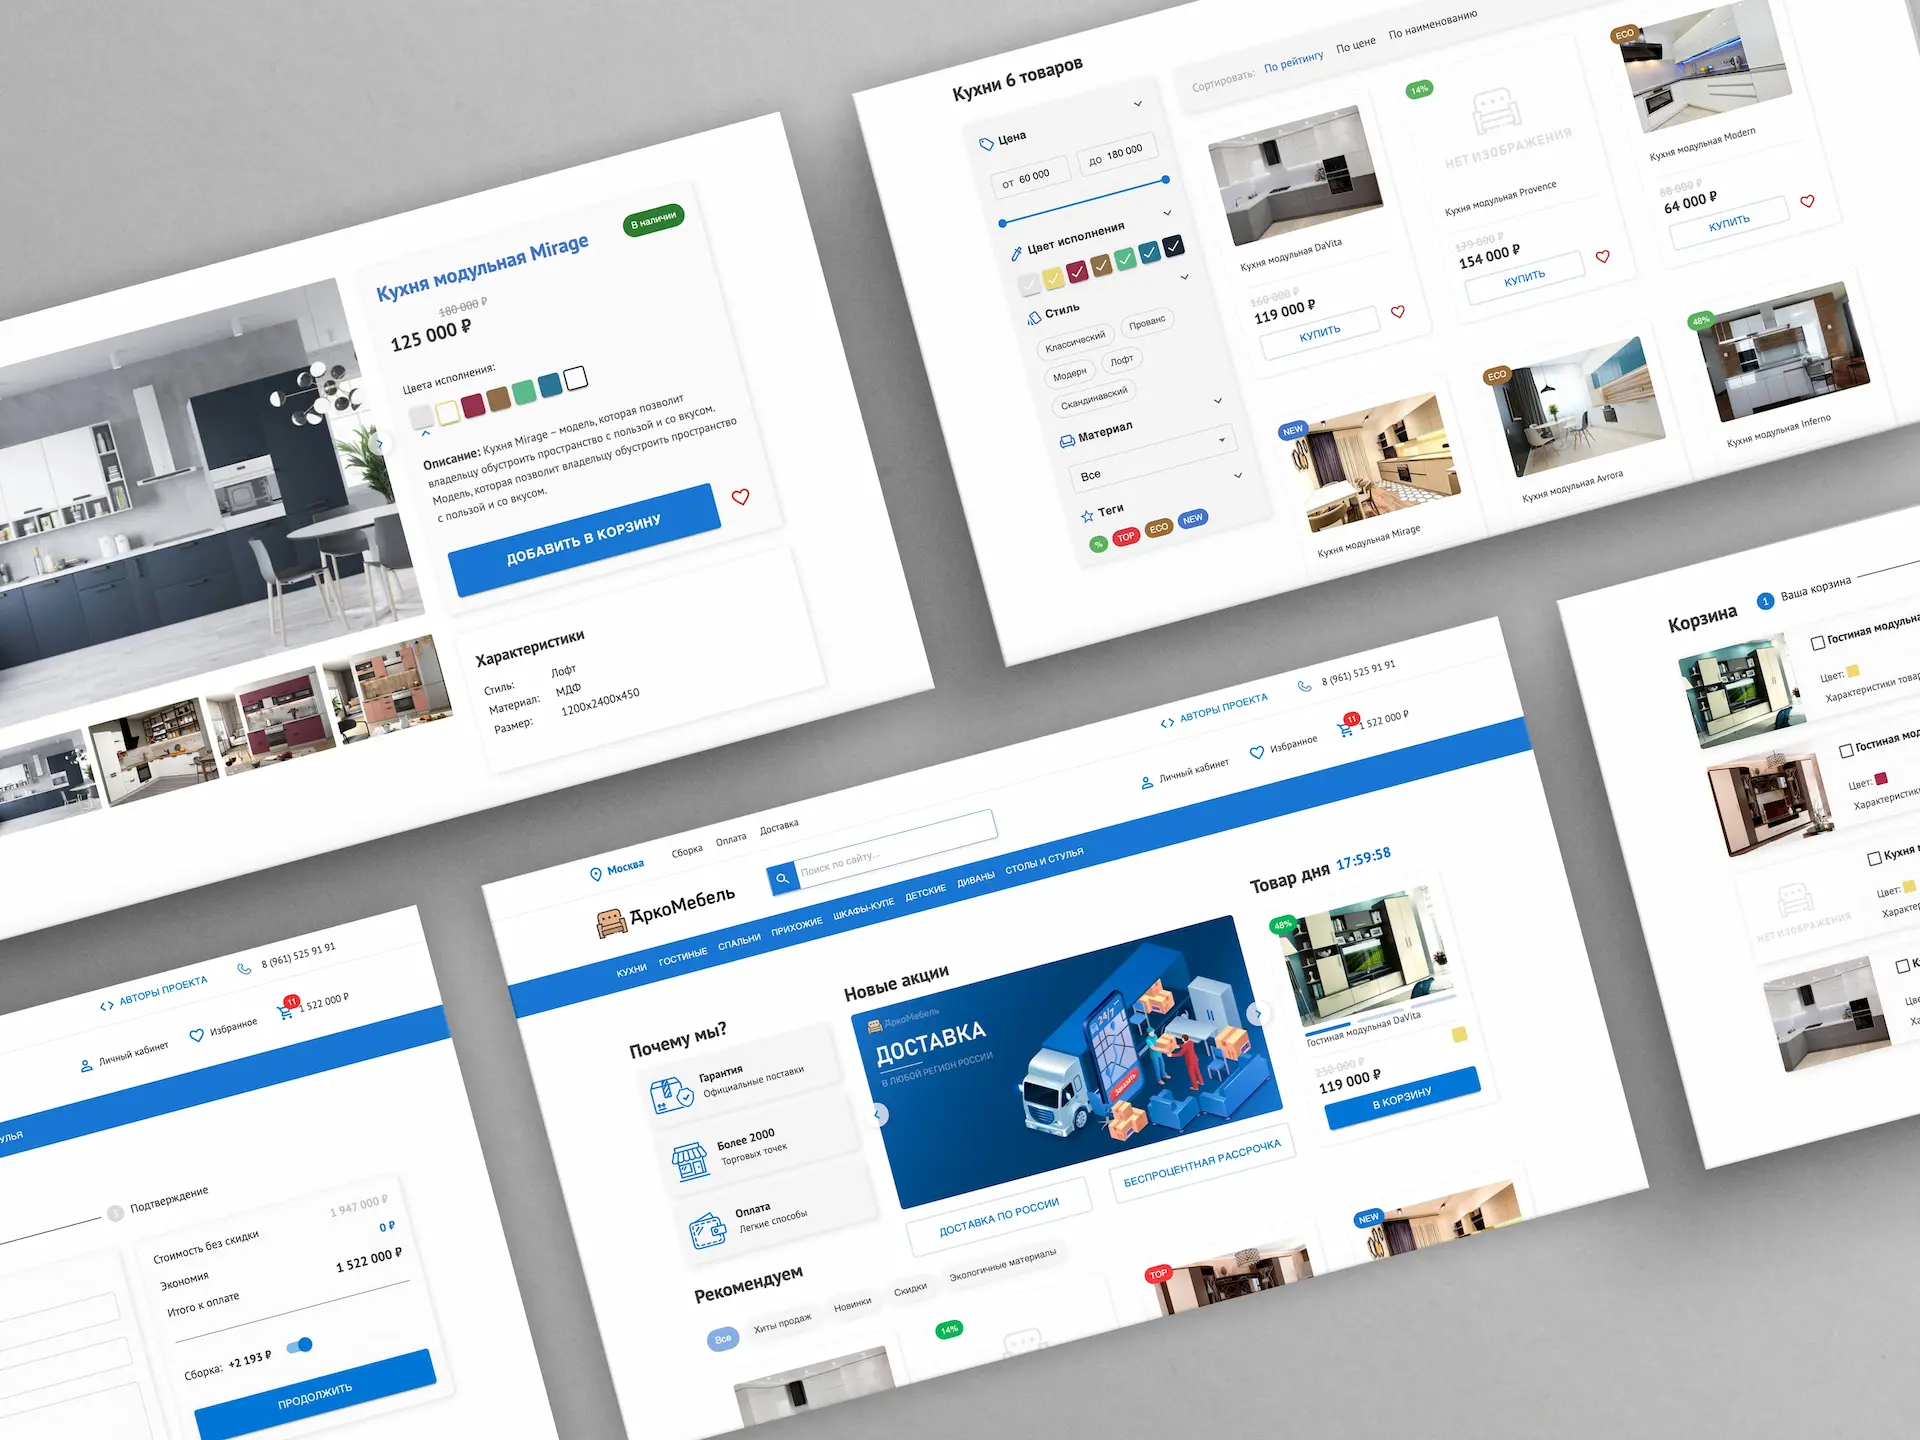 В наличии
Кухня модульная Mirage
180 000 ₽
125 000 ₽
Цвета исполнения:
Описание: Кухня Mirage – модель, которая позволит
владельцу обустроить пространство с пользой и со вкусом.
Модель, которая позволит владельцу обустроить пространство
с пользой и со вкусом.
ДОБАВИТЬ В КОРЗИНУ
Характеристики
Стиль: Лофт
Материал: МДФ
Размер: 1200х2400х450
Кухни 6 товаров
Сортировать: По рейтингу По цене По наименованию
Цена
от 60 000
до 180 000
Цвет исполнения
Стиль
Классический
Прованс
Модерн
Лофт
Скандинавский
Материал
Все
Теги
%
TOP
ECO
NEW
Кухня модульная DaVita
160 000 ₽
119 000 ₽
КУПИТЬ
14%
НЕТ ИЗОБРАЖЕНИЯ
Кухня модульная Provence
179 000 ₽
154 000 ₽
КУПИТЬ
ECO
Кухня модульная Modern
88 000 ₽
64 000 ₽
КУПИТЬ
NEW
Кухня модульная Mirage
ECO
Кухня модульная Avrora
48%
Кухня модульная Inferno
Корзина
1 Ваша корзина
Гостиная модульна
Цвет:
Характеристики товар
Гостиная мод
Цвет:
Характеристик
Кухня м
Цвет:
Характер
НЕТ ИЗОБРАЖЕНИЯ
АВТОРЫ ПРОЕКТА
8 (961) 525 91 91
Личный кабинет
Избранное
11
1 522 000 ₽
Москва
Сборка
Оплата
Доставка
АркоМебель
Поиск по сайту...
КУХНИ ГОСТИНЫЕ СПАЛЬНИ ПРИХОЖИЕ ШКАФЫ-КУПЕ ДЕТСКИЕ ДИВАНЫ СТОЛЫ И СТУЛЬЯ
Почему мы?
Гарантия
Официальные поставки
Более 2000
Торговых точек
Оплата
Легкие способы
Новые акции
АркоМебель
ДОСТАВКА
В ЛЮБОЙ РЕГИОН РОССИИ
24/7
Заказать
ДОСТАВКА ПО РОССИИ
БЕСПРОЦЕНТНАЯ РАССРОЧКА
Товар дня 17:59:58
48%
Гостиная модульная DaVita
230 000 ₽
119 000 ₽
В КОРЗИНУ
Рекомендуем
Все
Хиты продаж
Новинки
Скидки
Экологичные материалы
14%
TOP
NEW
АВТОРЫ ПРОЕКТА
8 (961) 525 91 91
Личный кабинет
Избранное
11
1 522 000 ₽
УЛЬЯ
3 Подтверждение
Стоимость без скидки 1 947 000 ₽
Экономия 0 ₽
Итого к оплате 1 522 000 ₽
Сборка: +2 193 ₽
ПРОДОЛЖИТЬ